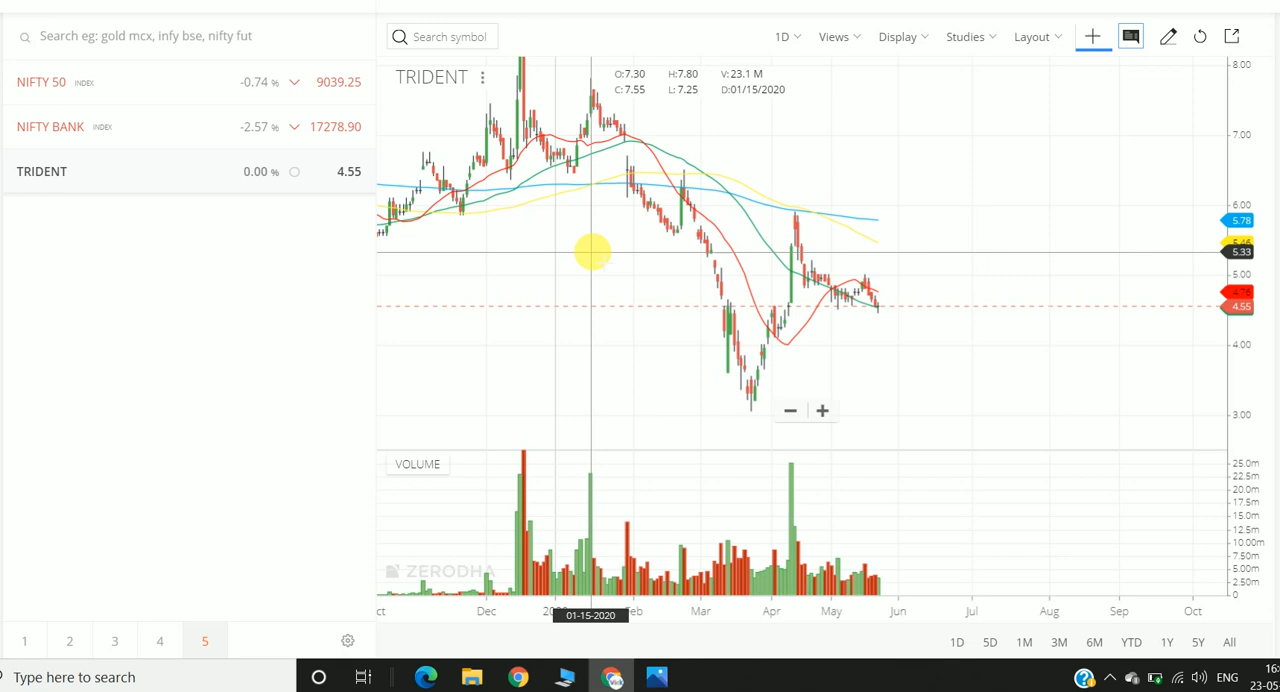 Search eg: gold mcx, infy bse, nifty fut
NIFTY 50 INDEX -0.74 % 9039.25
NIFTY BANK INDEX -2.57 % 17278.90
TRIDENT 0.00 % 4.55
1 2 3 4 5
Search symbol 1D Views Display Studies Layout
TRIDENT
O:7.30 H:7.80 V:23.1 M
C:7.55 L:7.25 D:01/15/2020
8.00
7.00
6.00
5.78
5.46
5.33
5.00
4.76
4.55
4.00
3.00
VOLUME
25.0m
22.5m
20.0m
17.5m
15.0m
12.5m
10.00m
7.50m
5.00m
2.50m
0
ZERODHA
ct Dec Feb Mar Apr May Jun Jul Aug Sep Oct
01-15-2020
1D 5D 1M 3M 6M YTD 1Y 5Y All
Type here to search
Vick
ENG
16:
23-05